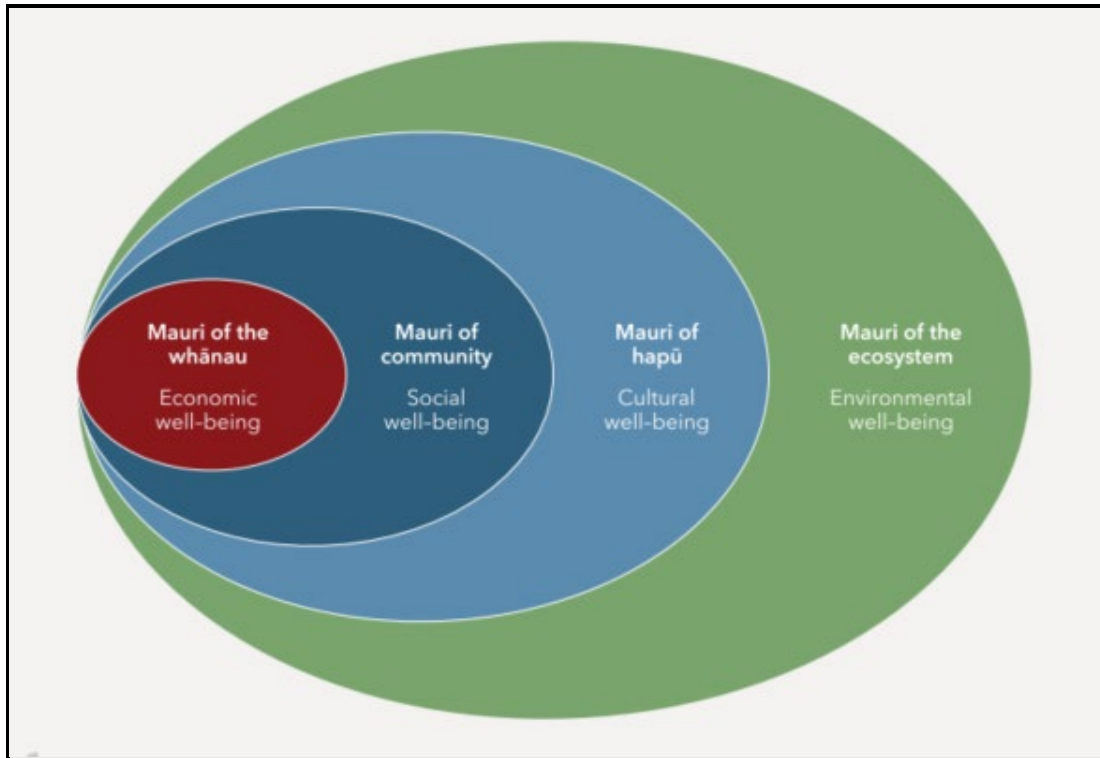 Mauri of the
whānau
Economic
well-being
Mauri of
community
Social
well-being
Mauri of
hapū
Cultural
well-being
Mauri of the
ecosystem
Environmental
well-being